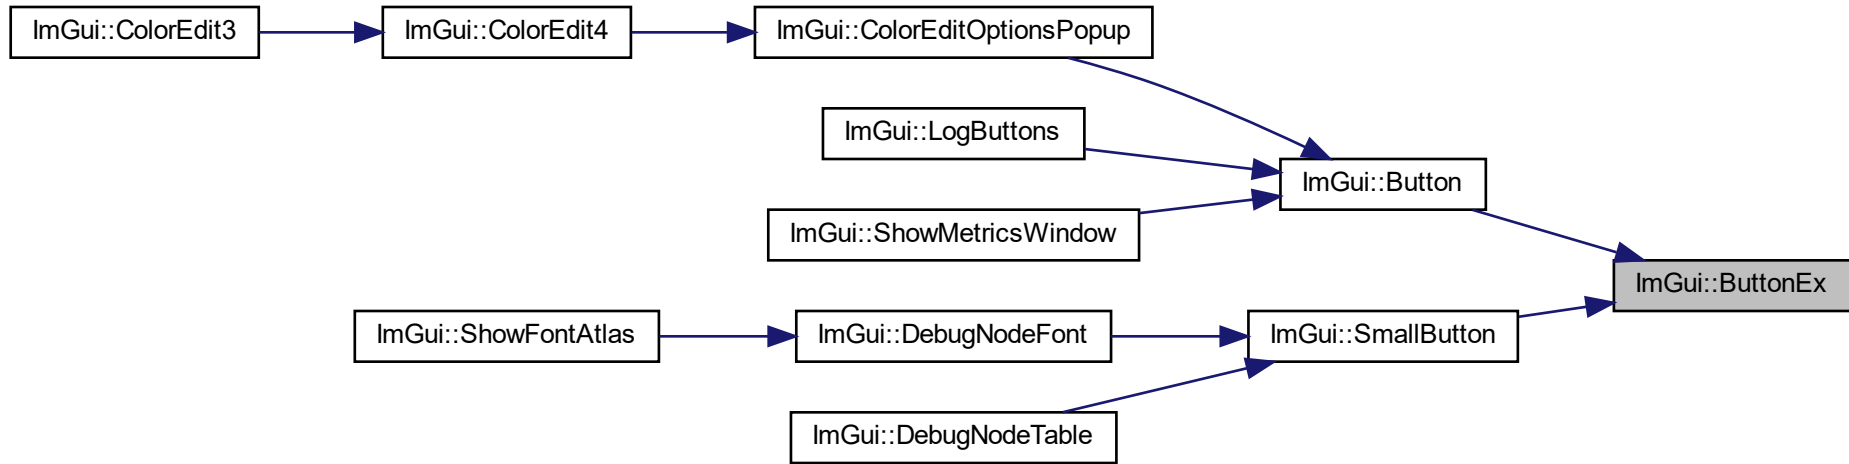 ImGui::ColorEdit3
ImGui::ColorEdit4
ImGui::ColorEditOptionsPopup
ImGui::LogButtons
ImGui::Button
ImGui::ShowMetricsWindow
ImGui::ButtonEx
ImGui::ShowFontAtlas
ImGui::DebugNodeFont
ImGui::SmallButton
ImGui::DebugNodeTable